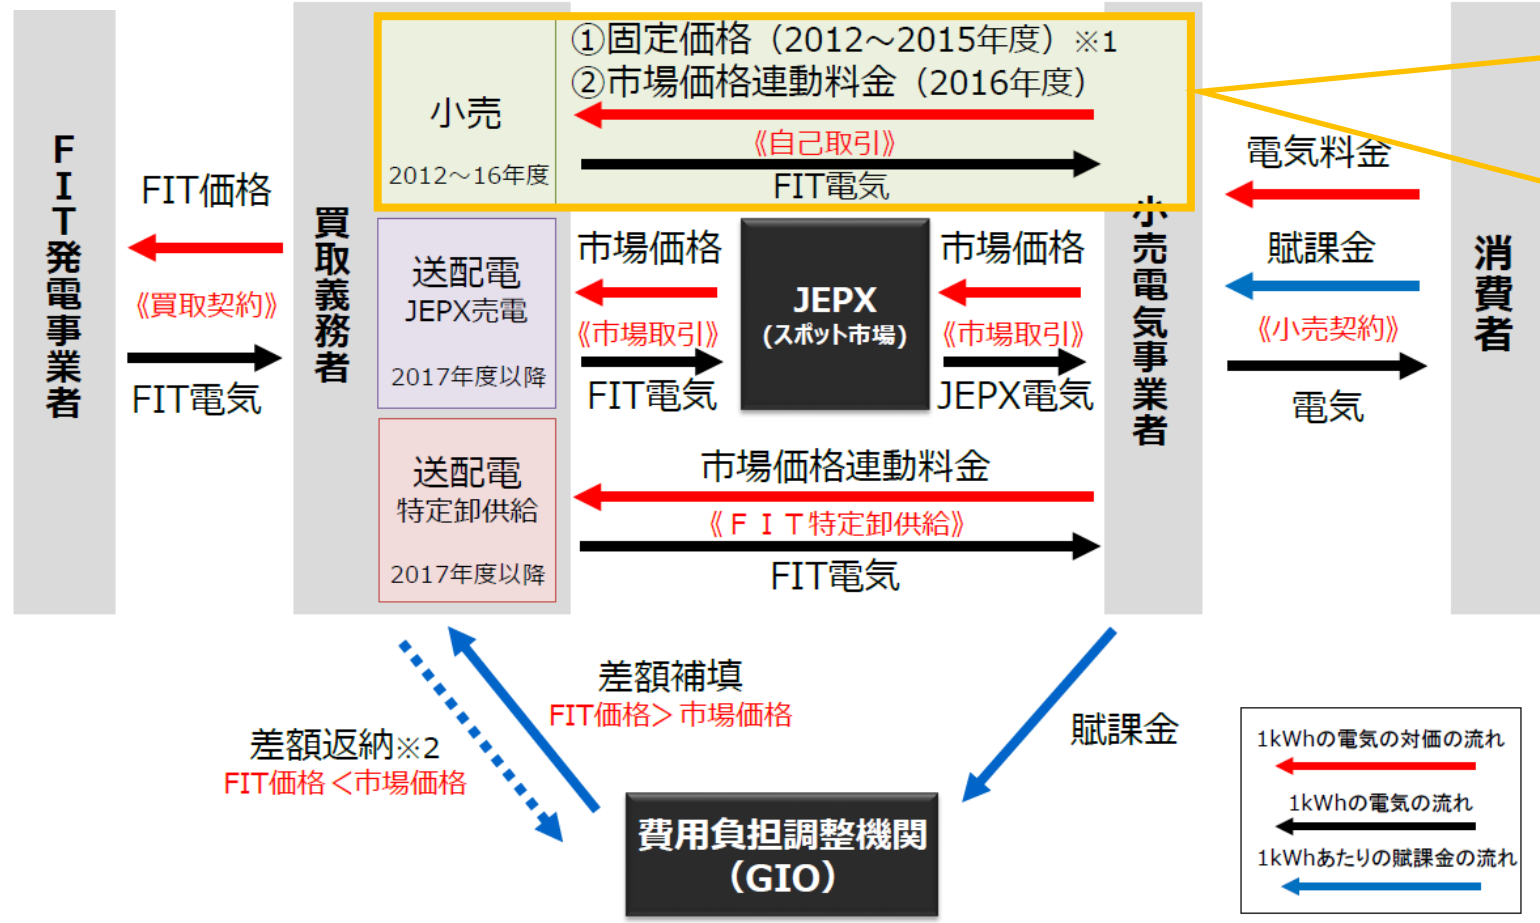 FIT発電事業者
FIT価格
《買取契約》
FIT電気
買取義務者
小売
2012～16年度
①固定価格（2012～2015年度）※1
②市場価格連動料金（2016年度）
《自己取引》
FIT電気
送配電
JEPX売電
2017年度以降
市場価格
《市場取引》
FIT電気
JEPX
(スポット市場)
市場価格
《市場取引》
JEPX電気
送配電
特定卸供給
2017年度以降
市場価格連動料金
《ＦＩＴ特定卸供給》
FIT電気
小売電気事業者
電気料金
賦課金
《小売契約》
電気
消費者
差額補填
FIT価格＞市場価格
差額返納※2
FIT価格＜市場価格
賦課金
費用負担調整機関
（GIO）
1kWhの電気の対価の流れ
1kWhの電気の流れ
1kWhあたりの賦課金の流れ